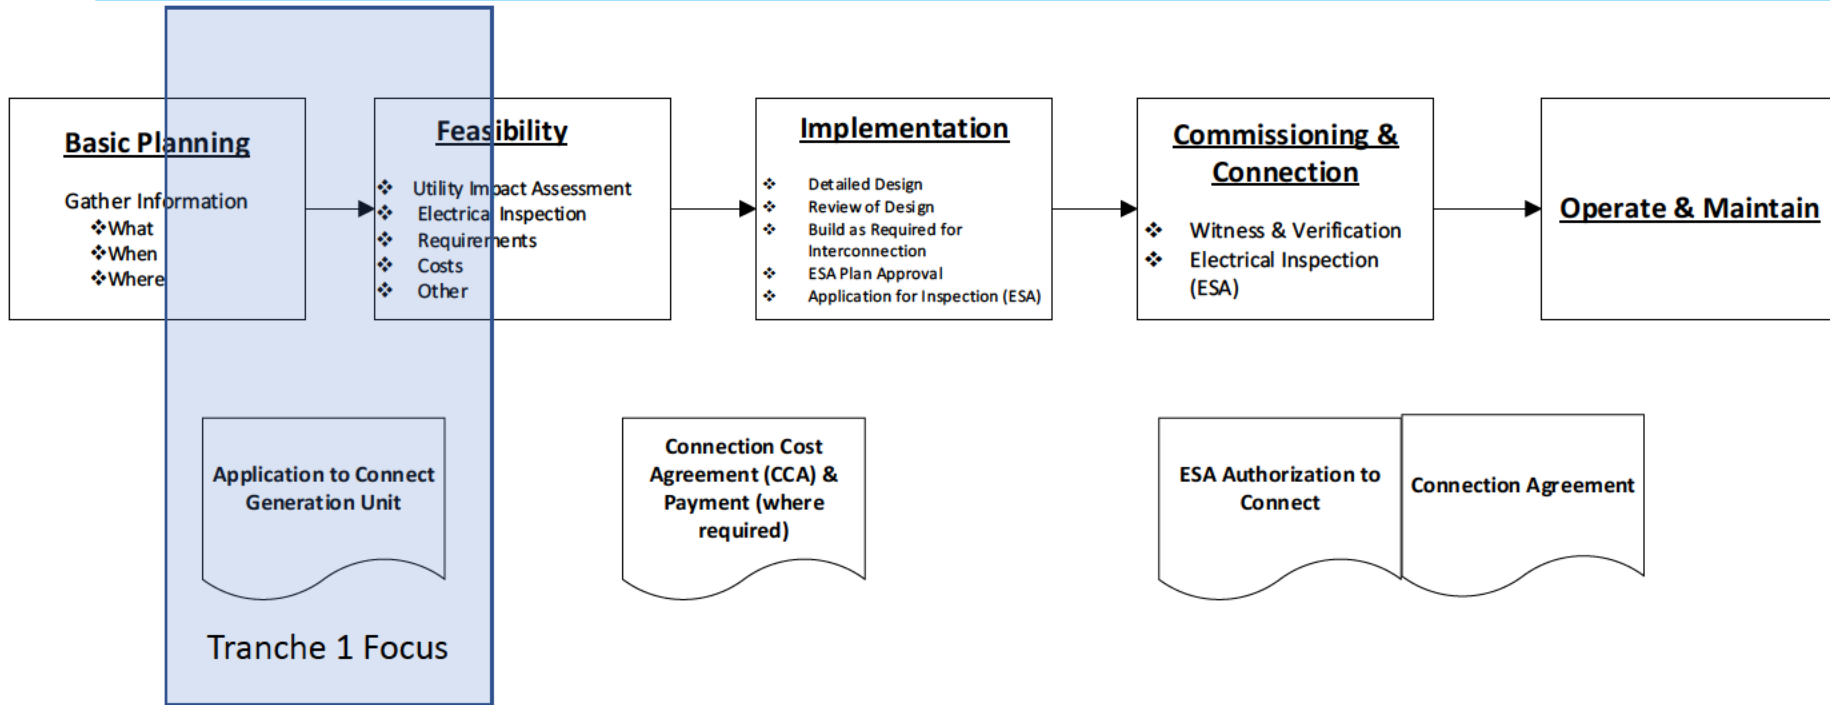 Basic Planning
Gather Information
❖What
❖When
❖Where
Feasibility
❖ Utility Impact Assessment
❖ Electrical Inspection
❖ Requirements
❖ Costs
❖ Other
Implementation
❖ Detailed Design
❖ Review of Design
❖ Build as Required for
Interconnection
❖ ESA Plan Approval
❖ Application for Inspection (ESA)
Commissioning &
Connection
❖ Witness & Verification
❖ Electrical Inspection
(ESA)
Operate & Maintain
Application to Connect
Generation Unit
Connection Cost
Agreement (CCA) &
Payment (where
required)
ESA Authorization to
Connect
Connection Agreement
Tranche 1 Focus